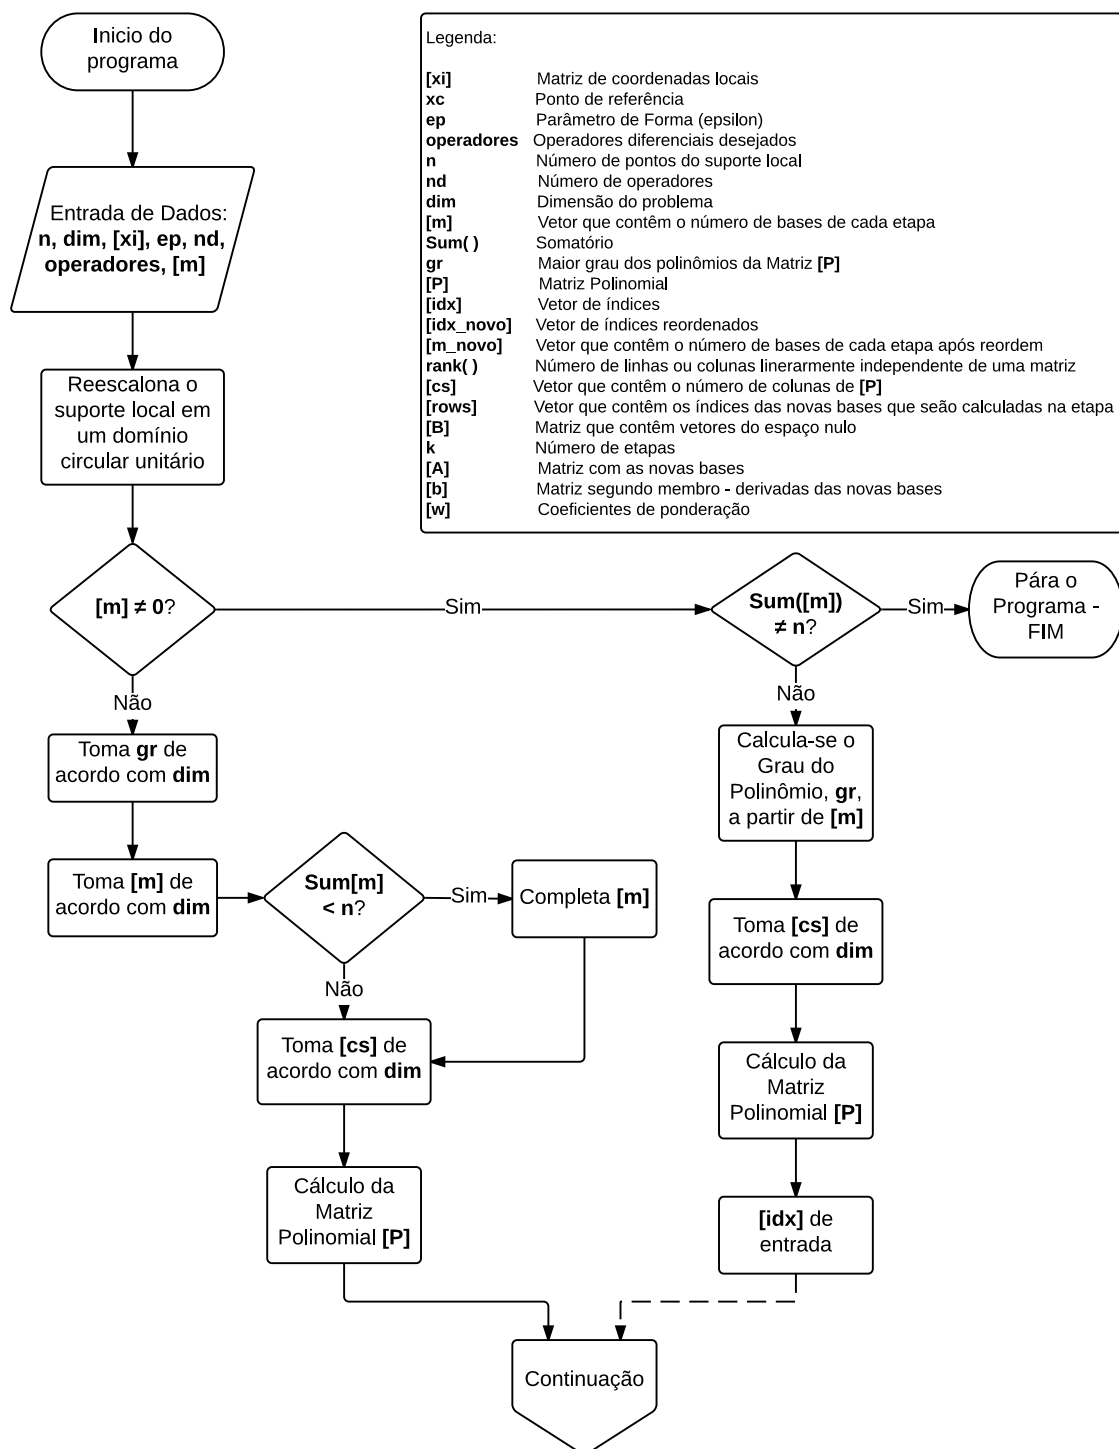 Inicio do
programa
Entrada de Dados:
n, dim, [xi], ep, nd,
operadores, [m]
Reescalona o
suporte local em
um domínio
circular unitário
Legenda:
[xi] Matriz de coordenadas locais
xc Ponto de referência
ep Parâmetro de Forma (epsilon)
operadores Operadores diferenciais desejados
n Número de pontos do suporte local
nd Número de operadores
dim Dimensão do problema
[m] Vetor que contêm o número de bases de cada etapa
Sum( ) Somatório
gr Maior grau dos polinômios da Matriz [P]
[P] Matriz Polinomial
[idx] Vetor de índices
[idx_novo] Vetor de índices reordenados
[m_novo] Vetor que contêm o número de bases de cada etapa após reordem
rank( ) Número de linhas ou colunas linerarmente independente de uma matriz
[cs] Vetor que contêm o número de colunas de [P]
[rows] Vetor que contêm os índices das novas bases que seão calculadas na etapa
[B] Matriz que contêm vetores do espaço nulo
k Número de etapas
[A] Matriz com as novas bases
[b] Matriz segundo membro - derivadas das novas bases
[w] Coeficientes de ponderação
[m] ≠ 0?
Sim
Sum([m])
≠ n?
Sim
Pára o
Programa -
FIM
Não
Não
Toma gr de
acordo com dim
Calcula-se o
Grau do
Polinômio, gr,
a partir de [m]
Toma [m] de
acordo com dim
Sum[m]
< n?
Sim
Completa [m]
Toma [cs] de
acordo com dim
Não
Toma [cs] de
acordo com dim
Cálculo da
Matriz
Polinomial [P]
Cálculo da
Matriz
Polinomial [P]
[idx] de
entrada
Continuação